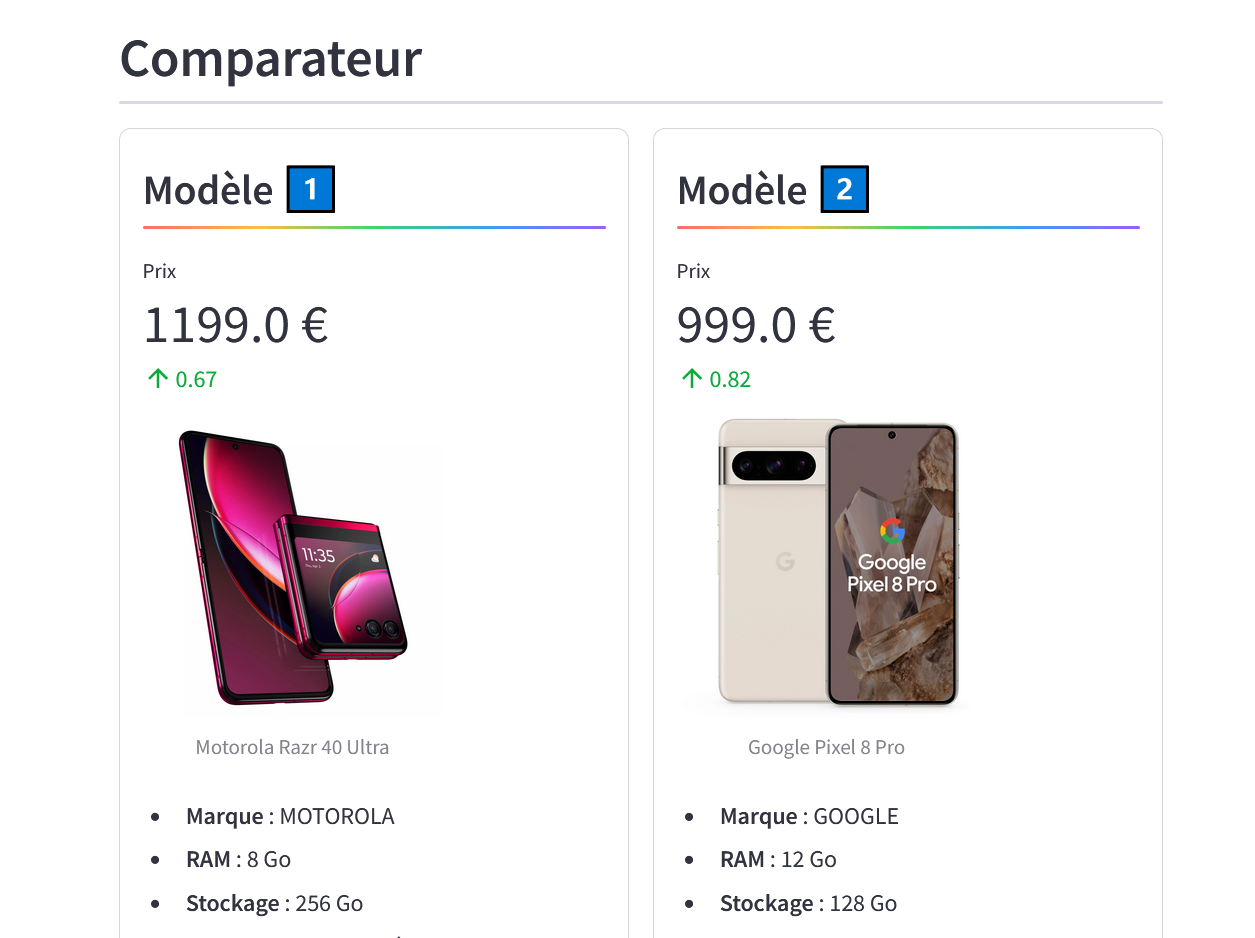 Comparateur
Modèle 1
Prix
1199.0 €
↑ 0.67
11:35
Motorola Razr 40 Ultra
• Marque : MOTOROLA
• RAM : 8 Go
• Stockage : 256 Go
Modèle 2
Prix
999.0 €
↑ 0.82
G
Google
Pixel 8 Pro
Google Pixel 8 Pro
• Marque : GOOGLE
• RAM : 12 Go
• Stockage : 128 Go